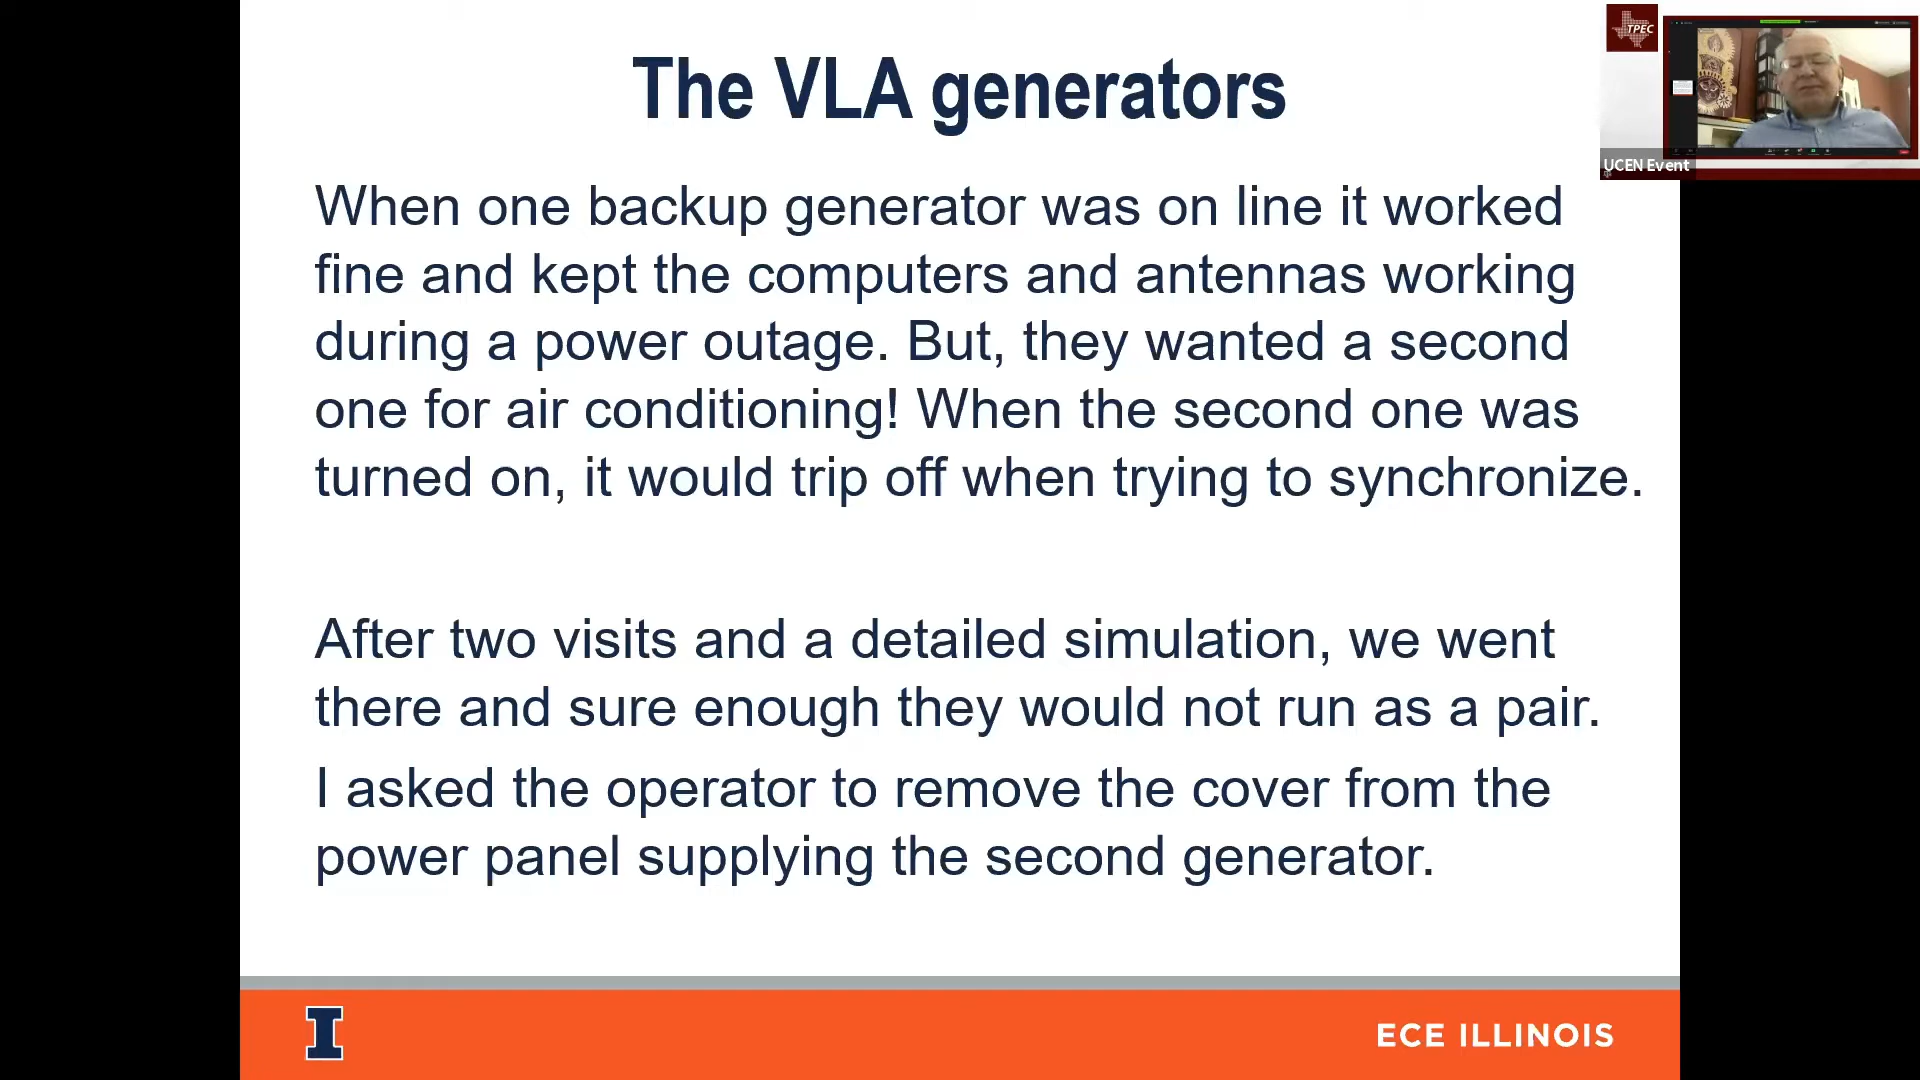 The VLA generators
TPEC
UCEN Event
When one backup generator was on line it worked
fine and kept the computers and antennas working
during a power outage. But, they wanted a second
one for air conditioning! When the second one was
turned on, it would trip off when trying to synchronize.
After two visits and a detailed simulation, we went
there and sure enough they would not run as a pair.
I asked the operator to remove the cover from the
power panel supplying the second generator.
I
ECE ILLINOIS